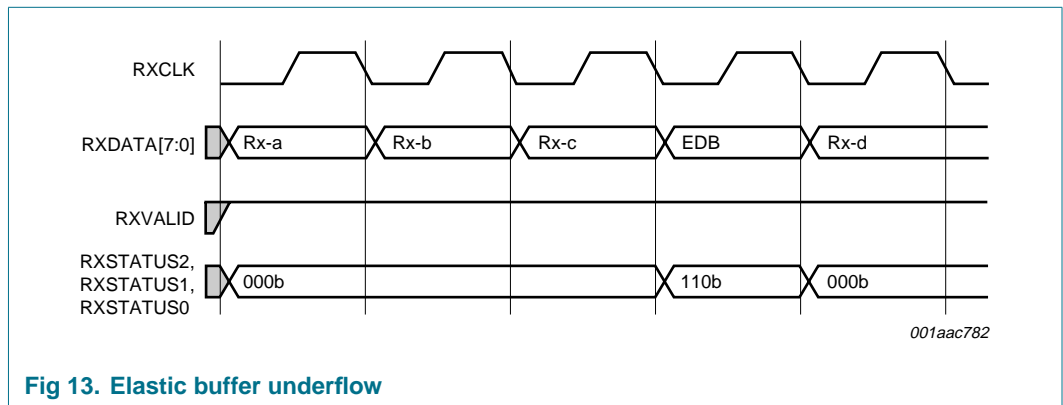 RXCLK
RXDATA[7:0] Rx-a Rx-b Rx-c EDB Rx-d
RXVALID
RXSTATUS2,
RXSTATUS1,
RXSTATUS0
000b 110b 000b
001aac782
Fig 13. Elastic buffer underflow